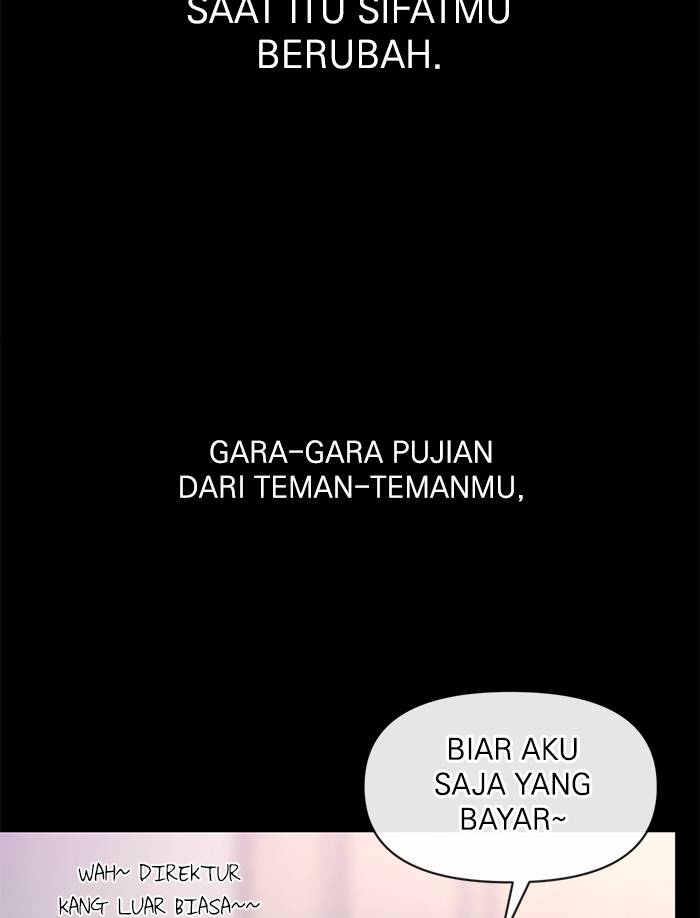 SAAT ITU SIFATMU
BERUBAH.
GARA-GARA PUJIAN
DARI TEMAN-TEMANMU,
BIAR AKU
SAJA YANG
BAYAR~
WAH~ DIREKTUR
KANG LUAR BIASA~~